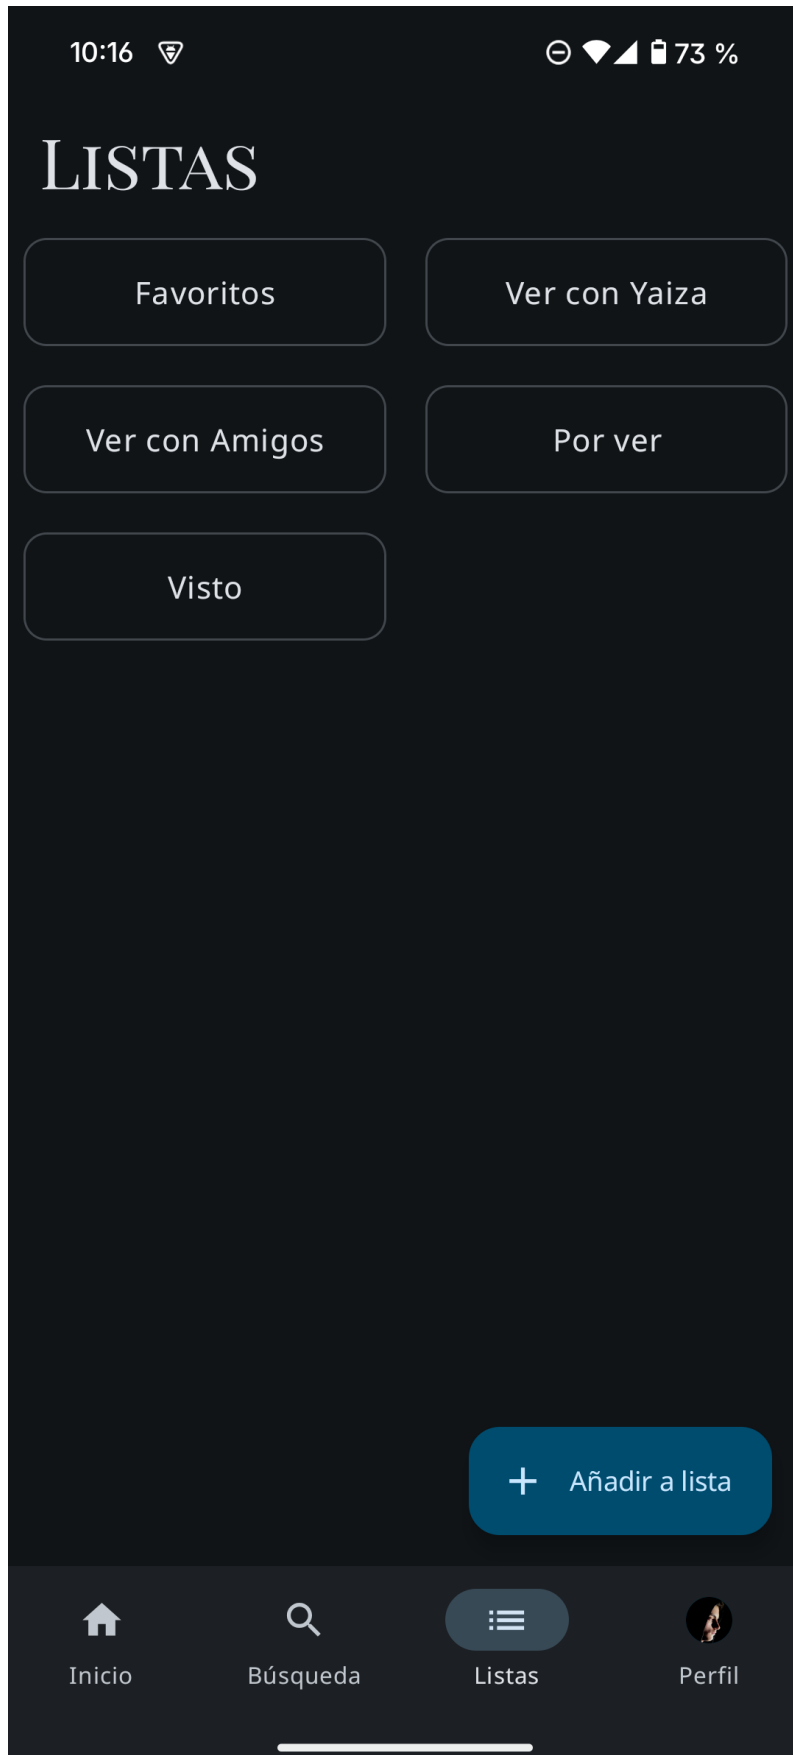 10:16
73 %
Listas
Favoritos
Ver con Yaiza
Ver con Amigos
Por ver
Visto
Añadir a lista
Inicio
Búsqueda
Listas
Perfil